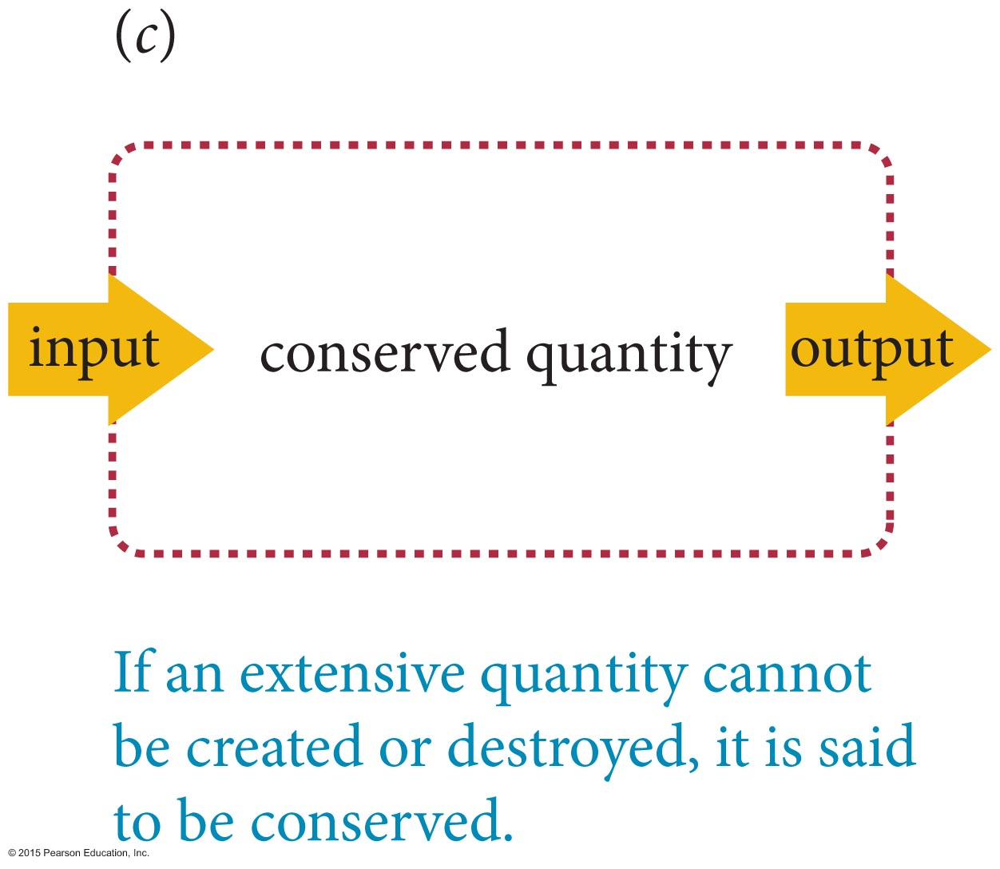 (c)
input
conserved quantity
output
If an extensive quantity cannot
be created or destroyed, it is said
to be conserved.
© 2015 Pearson Education, Inc.